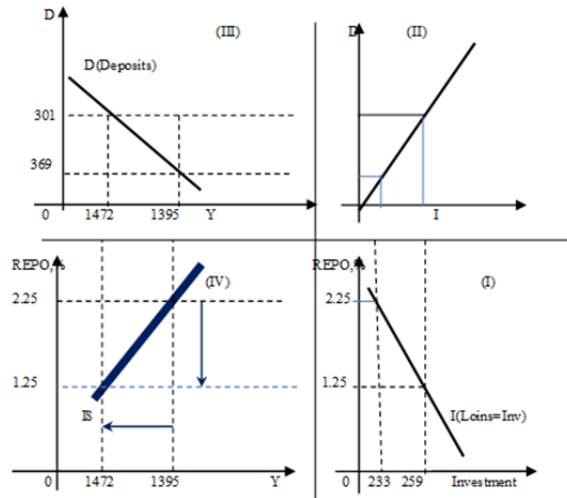 D
(III)
D(Deposits)
301
369
0
1472
1395
Y
D
(II)
I
REPO,%
(IV)
2.25
1.25
IS
0
1472
1395
Y
REPO,%
(I)
2.25
1.25
I(Loins=Inv)
0
233
259
Investment